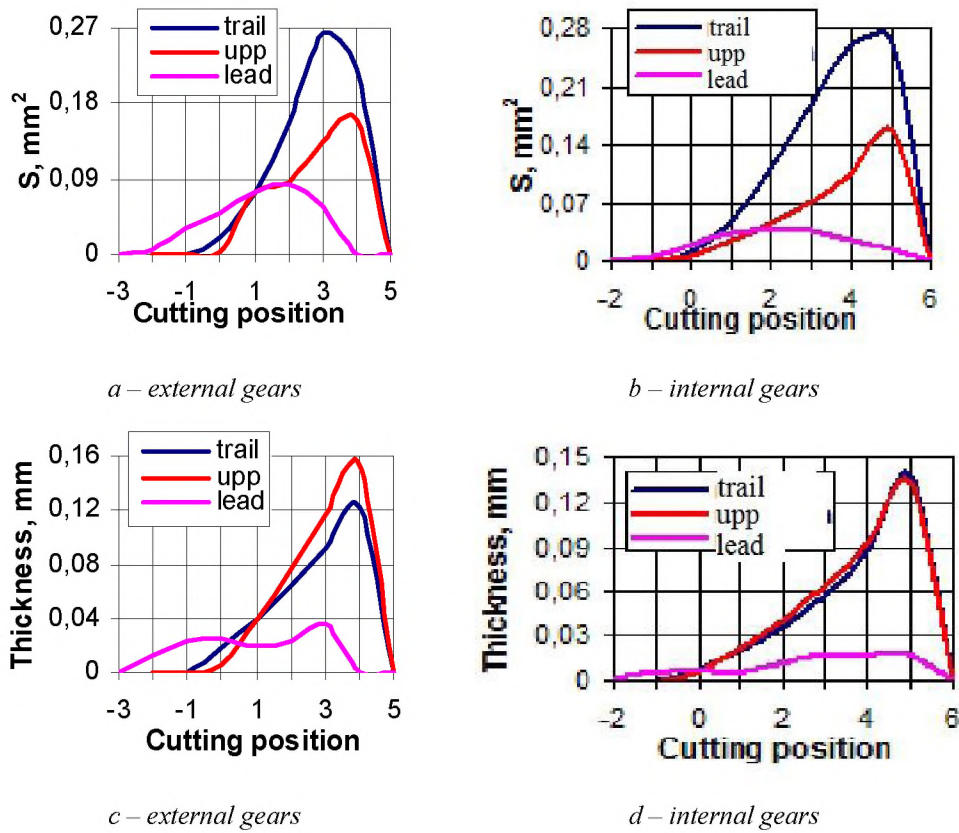 0,27
0,18
0,09
0
S, mm²
trail
upp
lead
-3 -1 1 3 5
Cutting position
a – external gears
0,28
0,21
0,14
0,07
0
S, mm²
trail
upp
lead
-2 0 2 4 6
Cutting position
b – internal gears
0,16
0,12
0,08
0,04
0
Thickness, mm
trail
upp
lead
-3 -1 1 3 5
Cutting position
c – external gears
0,15
0,12
0,09
0,06
0,03
0
Thickness, mm
trail
upp
lead
-2 0 2 4 6
Cutting position
d – internal gears